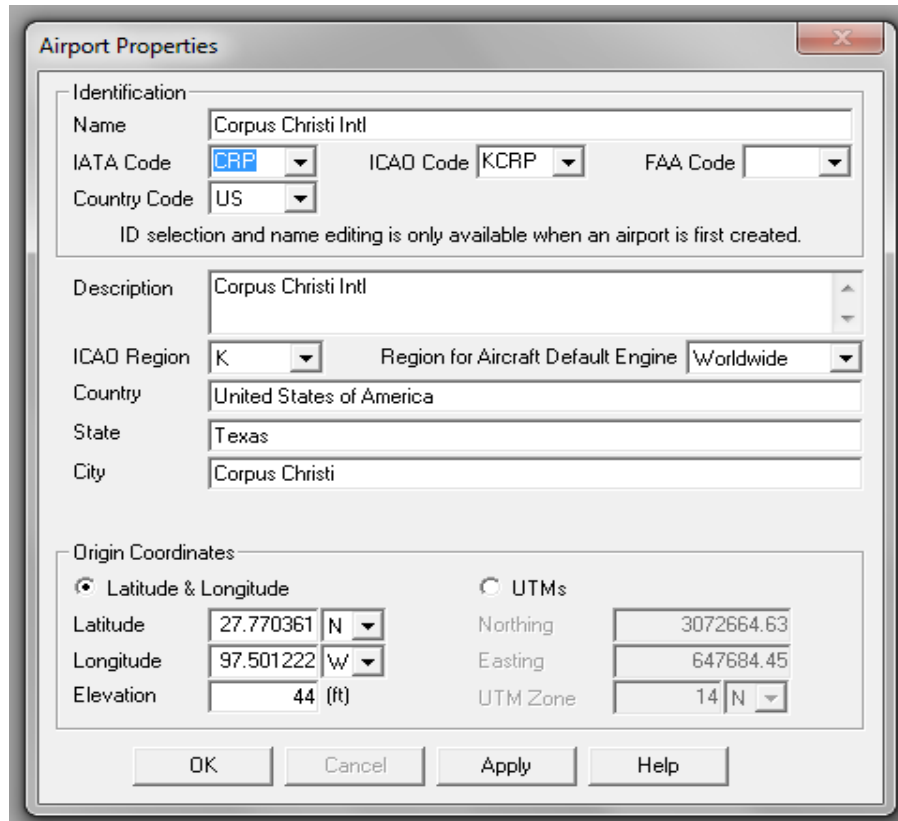 Airport Properties
Identification
Name Corpus Christi Intl
IATA Code CRP ICAO Code KCRP FAA Code
Country Code US
ID selection and name editing is only available when an airport is first created.
Description Corpus Christi Intl
ICAO Region K Region for Aircraft Default Engine Worldwide
Country United States of America
State Texas
City Corpus Christi
Origin Coordinates
Latitude & Longitude UTMs
Latitude 27.770361 N Northing 3072664.63
Longitude 97.501222 W Easting 647684.45
Elevation 44 (ft) UTM Zone 14 N
OK Cancel Apply Help